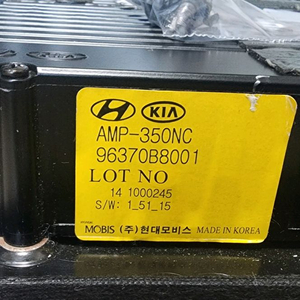 KIA
AMP-350NC
96370B8001
LOT NO
14 1000245
S/W: 1_51_15
MOBIS (주)현대모비스 MADE IN KOREA